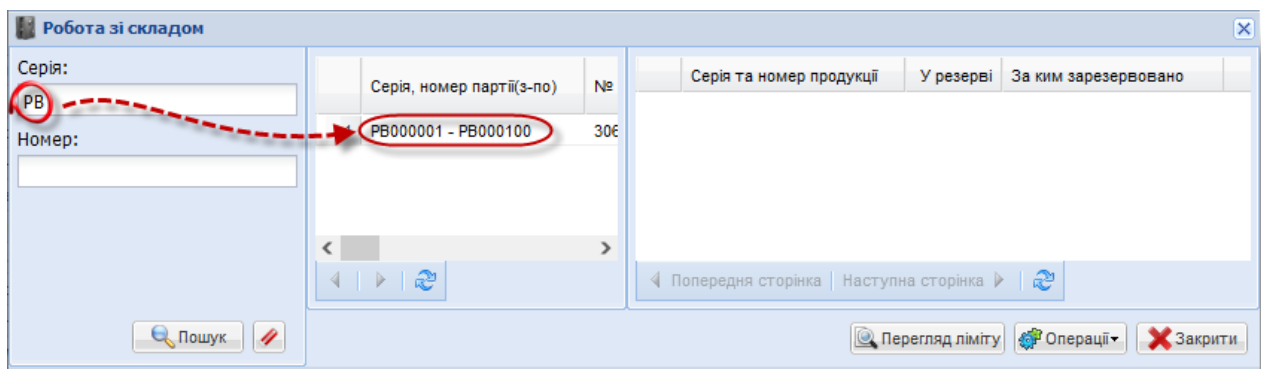 Робота зі складом
Серія:
РВ
Номер:
Пошук
Серія, номер партії(з-по)
№
РВ000001 - РВ000100
306
Серія та номер продукції
У резерві
За ким зарезервовано
Попередня сторінка
Наступна сторінка
Перегляд ліміту
Операції
Закрити